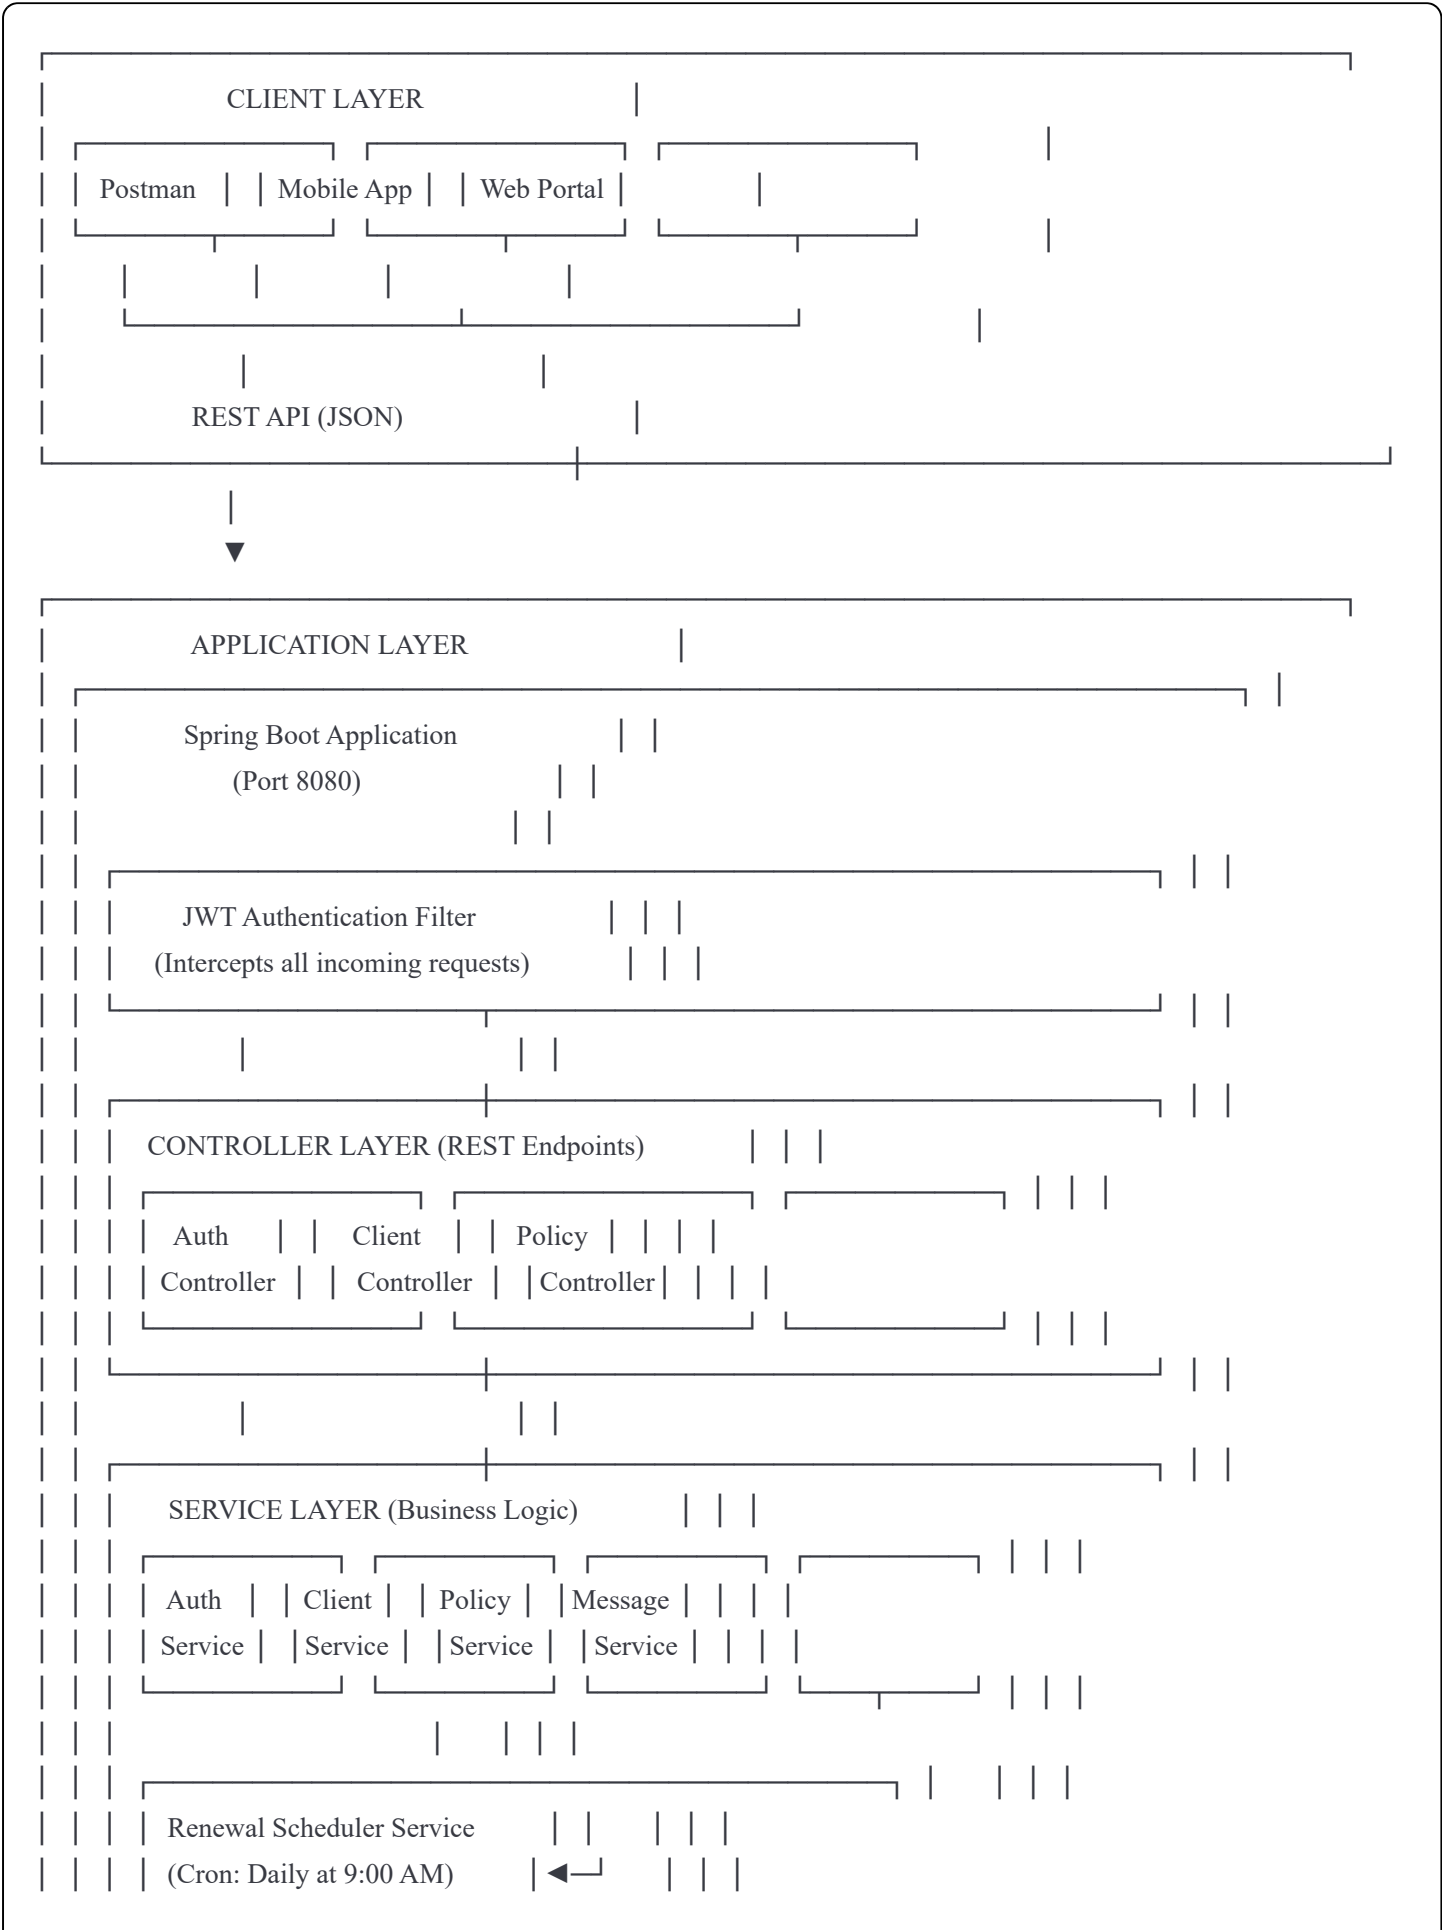 CLIENT LAYER
Postman Mobile App Web Portal
REST API (JSON)
APPLICATION LAYER
Spring Boot Application
(Port 8080)
JWT Authentication Filter
(Intercepts all incoming requests)
CONTROLLER LAYER (REST Endpoints)
Auth Client Policy
Controller Controller Controller
SERVICE LAYER (Business Logic)
Auth Client Policy Message
Service Service Service Service
Renewal Scheduler Service
(Cron: Daily at 9:00 AM)